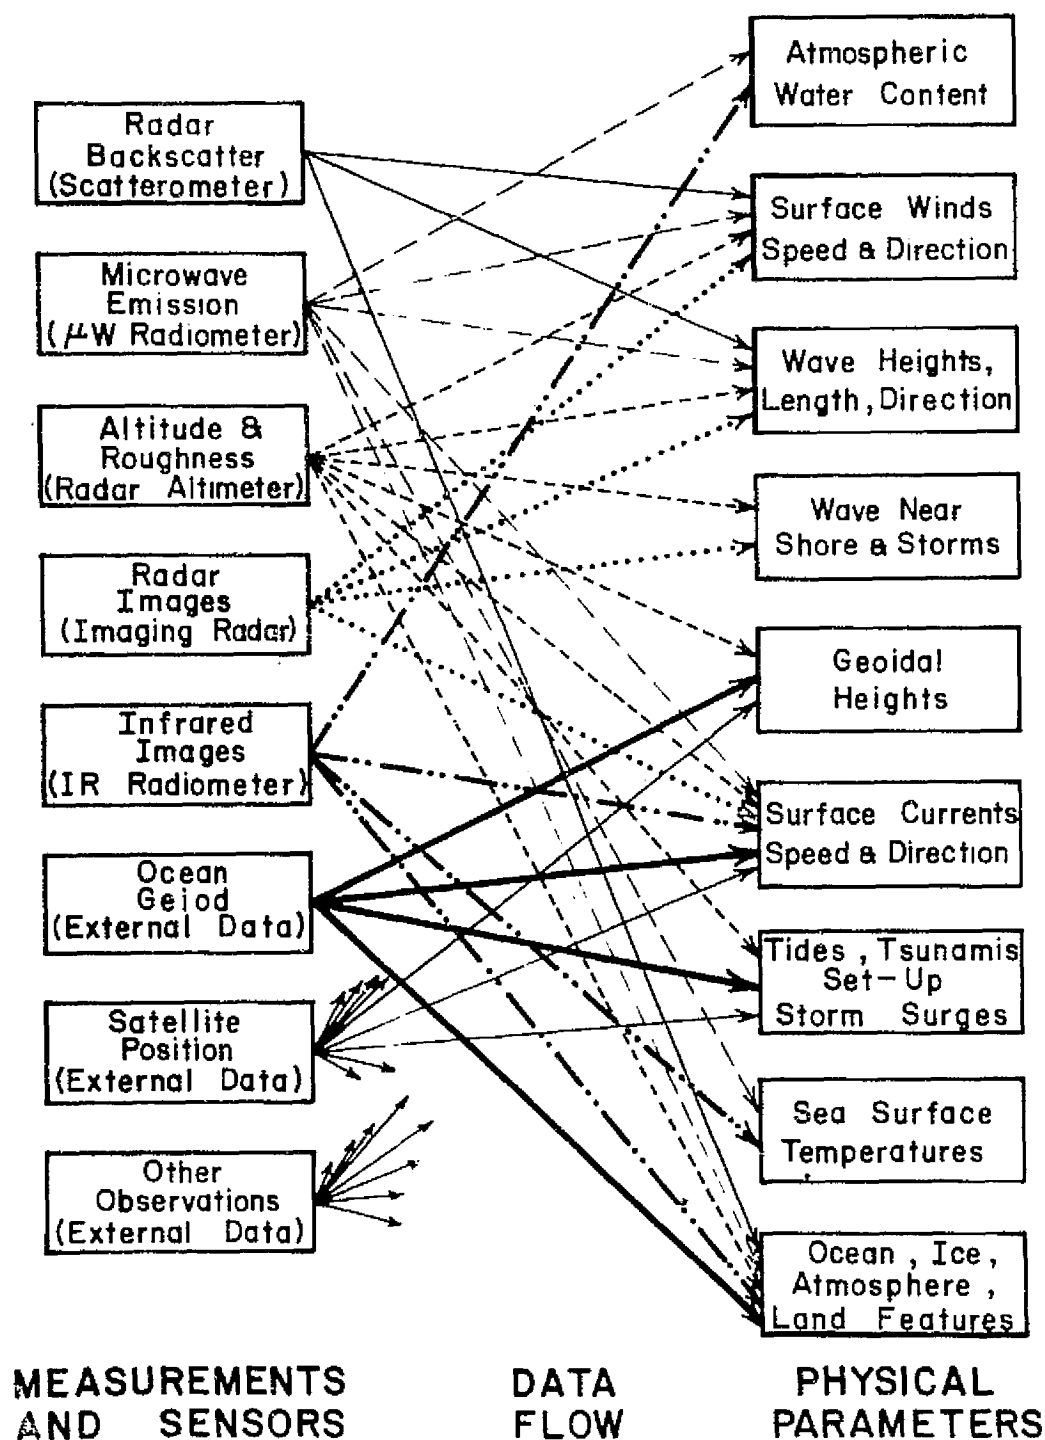 Radar
Backscatter
(Scatterometer)
Microwave
Emission
(μW Radiometer)
Altitude &
Roughness
(Radar Altimeter)
Radar
Images
(Imaging Radar)
Infrared
Images
(IR Radiometer)
Ocean
Geiod
(External Data)
Satellite
Position
(External Data)
Other
Observations
(External Data)
Atmospheric
Water Content
Surface Winds
Speed & Direction
Wave Heights,
Length, Direction
Wave Near
Shore & Storms
Geoidal
Heights
Surface Currents
Speed & Direction
Tides, Tsunamis
Set-Up
Storm Surges
Sea Surface
Temperatures
Ocean, Ice,
Atmosphere,
Land Features
MEASUREMENTS
AND SENSORS
DATA
FLOW
PHYSICAL
PARAMETERS